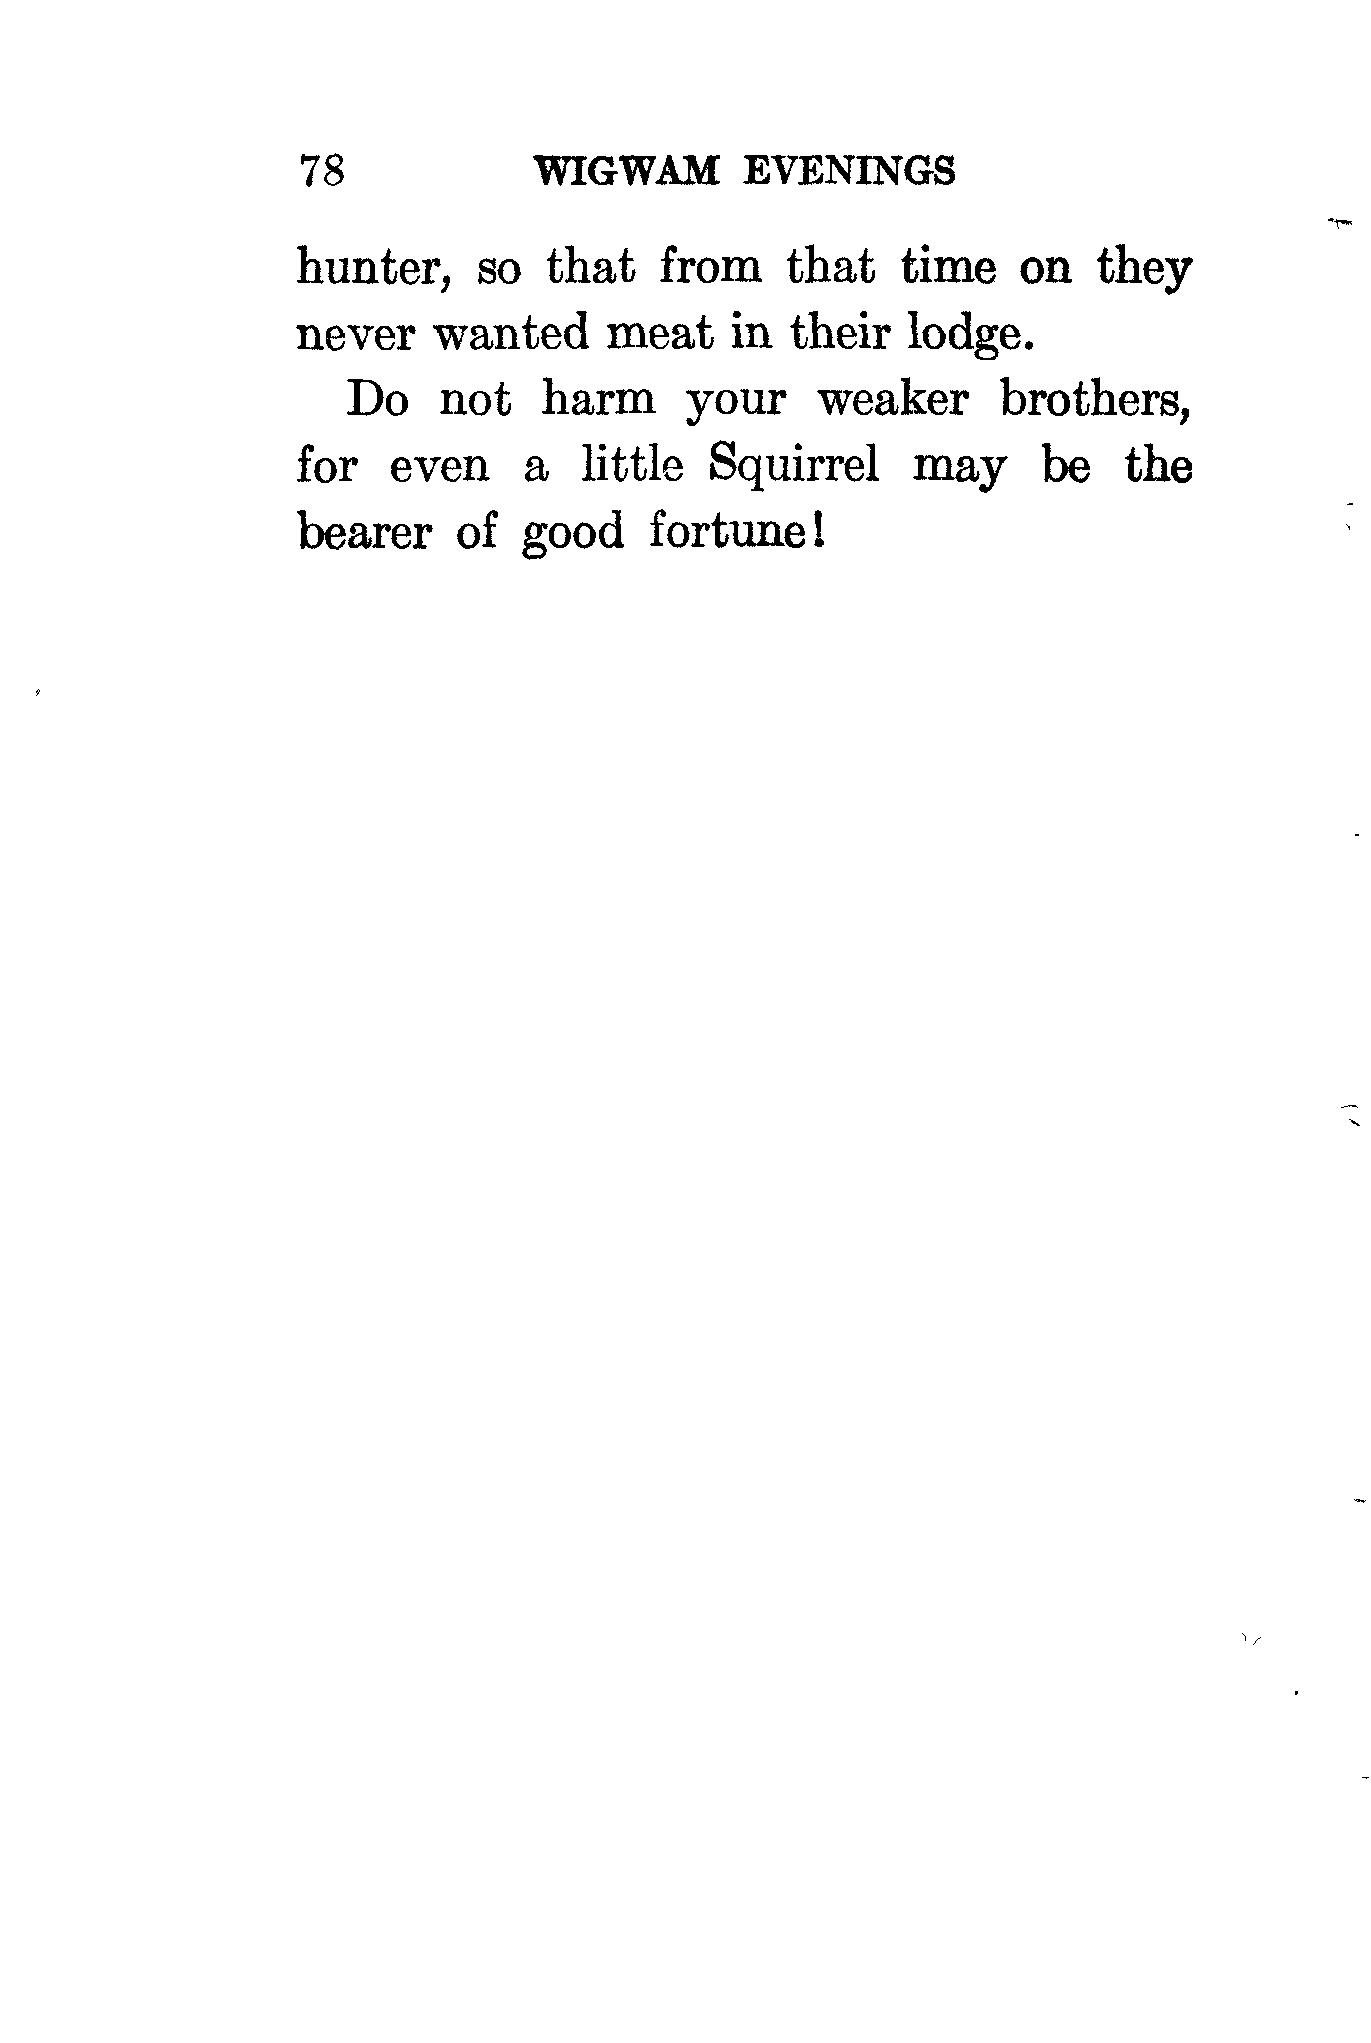 78 WIGWAM EVENINGS
hunter, so that from that time on they
never wanted meat in their lodge.
Do not harm your weaker brothers,
for even a little Squirrel may be the
bearer of good fortune!